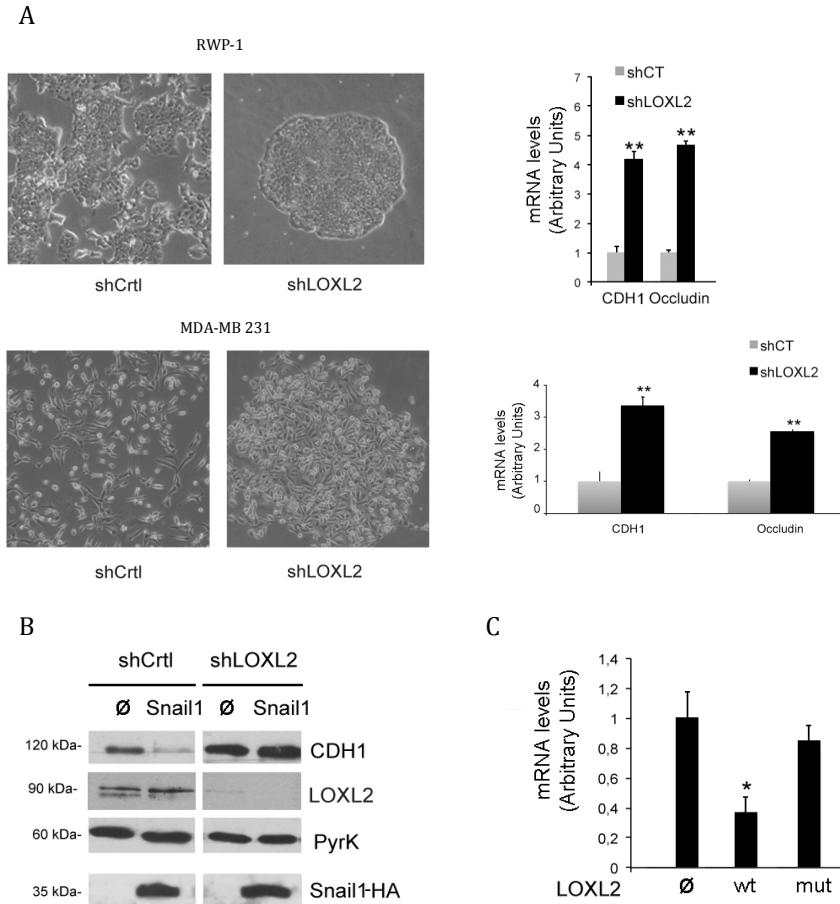 A
RWP-1
shCrtl
shLOXL2
shCT
shLOXL2
mRNA levels
(Arbitrary Units)
7
6
5
4
3
2
1
0
**
**
CDH1 Occludin
MDA-MB 231
shCrtl
shLOXL2
shCT
shLOXL2
mRNA levels
(Arbitrary Units)
4
3
2
1
0
**
**
CDH1
Occludin
B
shCrtl
shLOXL2
Ø Snail1 Ø Snail1
120 kDa- CDH1
90 kDa- LOXL2
60 kDa- PyrK
35 kDa- Snail1-HA
C
mRNA levels
(Arbitrary Units)
1,6
1,4
1,2
1
0,8
0,6
0,4
0,2
0
*
LOXL2 Ø wt mut